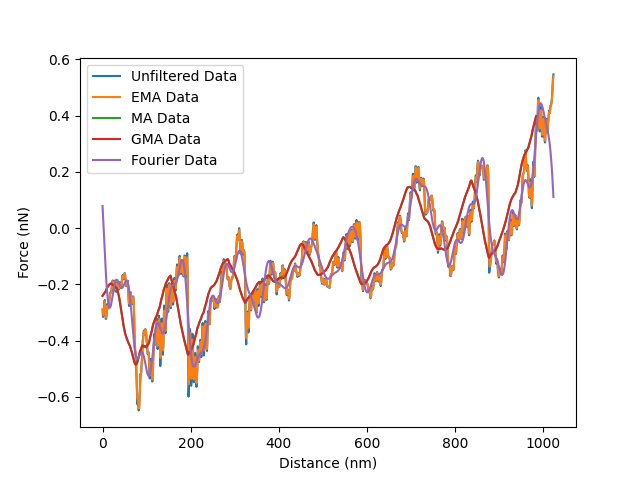 Unfiltered Data
EMA Data
MA Data
GMA Data
Fourier Data
0.6
0.4
0.2
0.0
−0.2
−0.4
−0.6
Force (nN)
0 200 400 600 800 1000
Distance (nm)